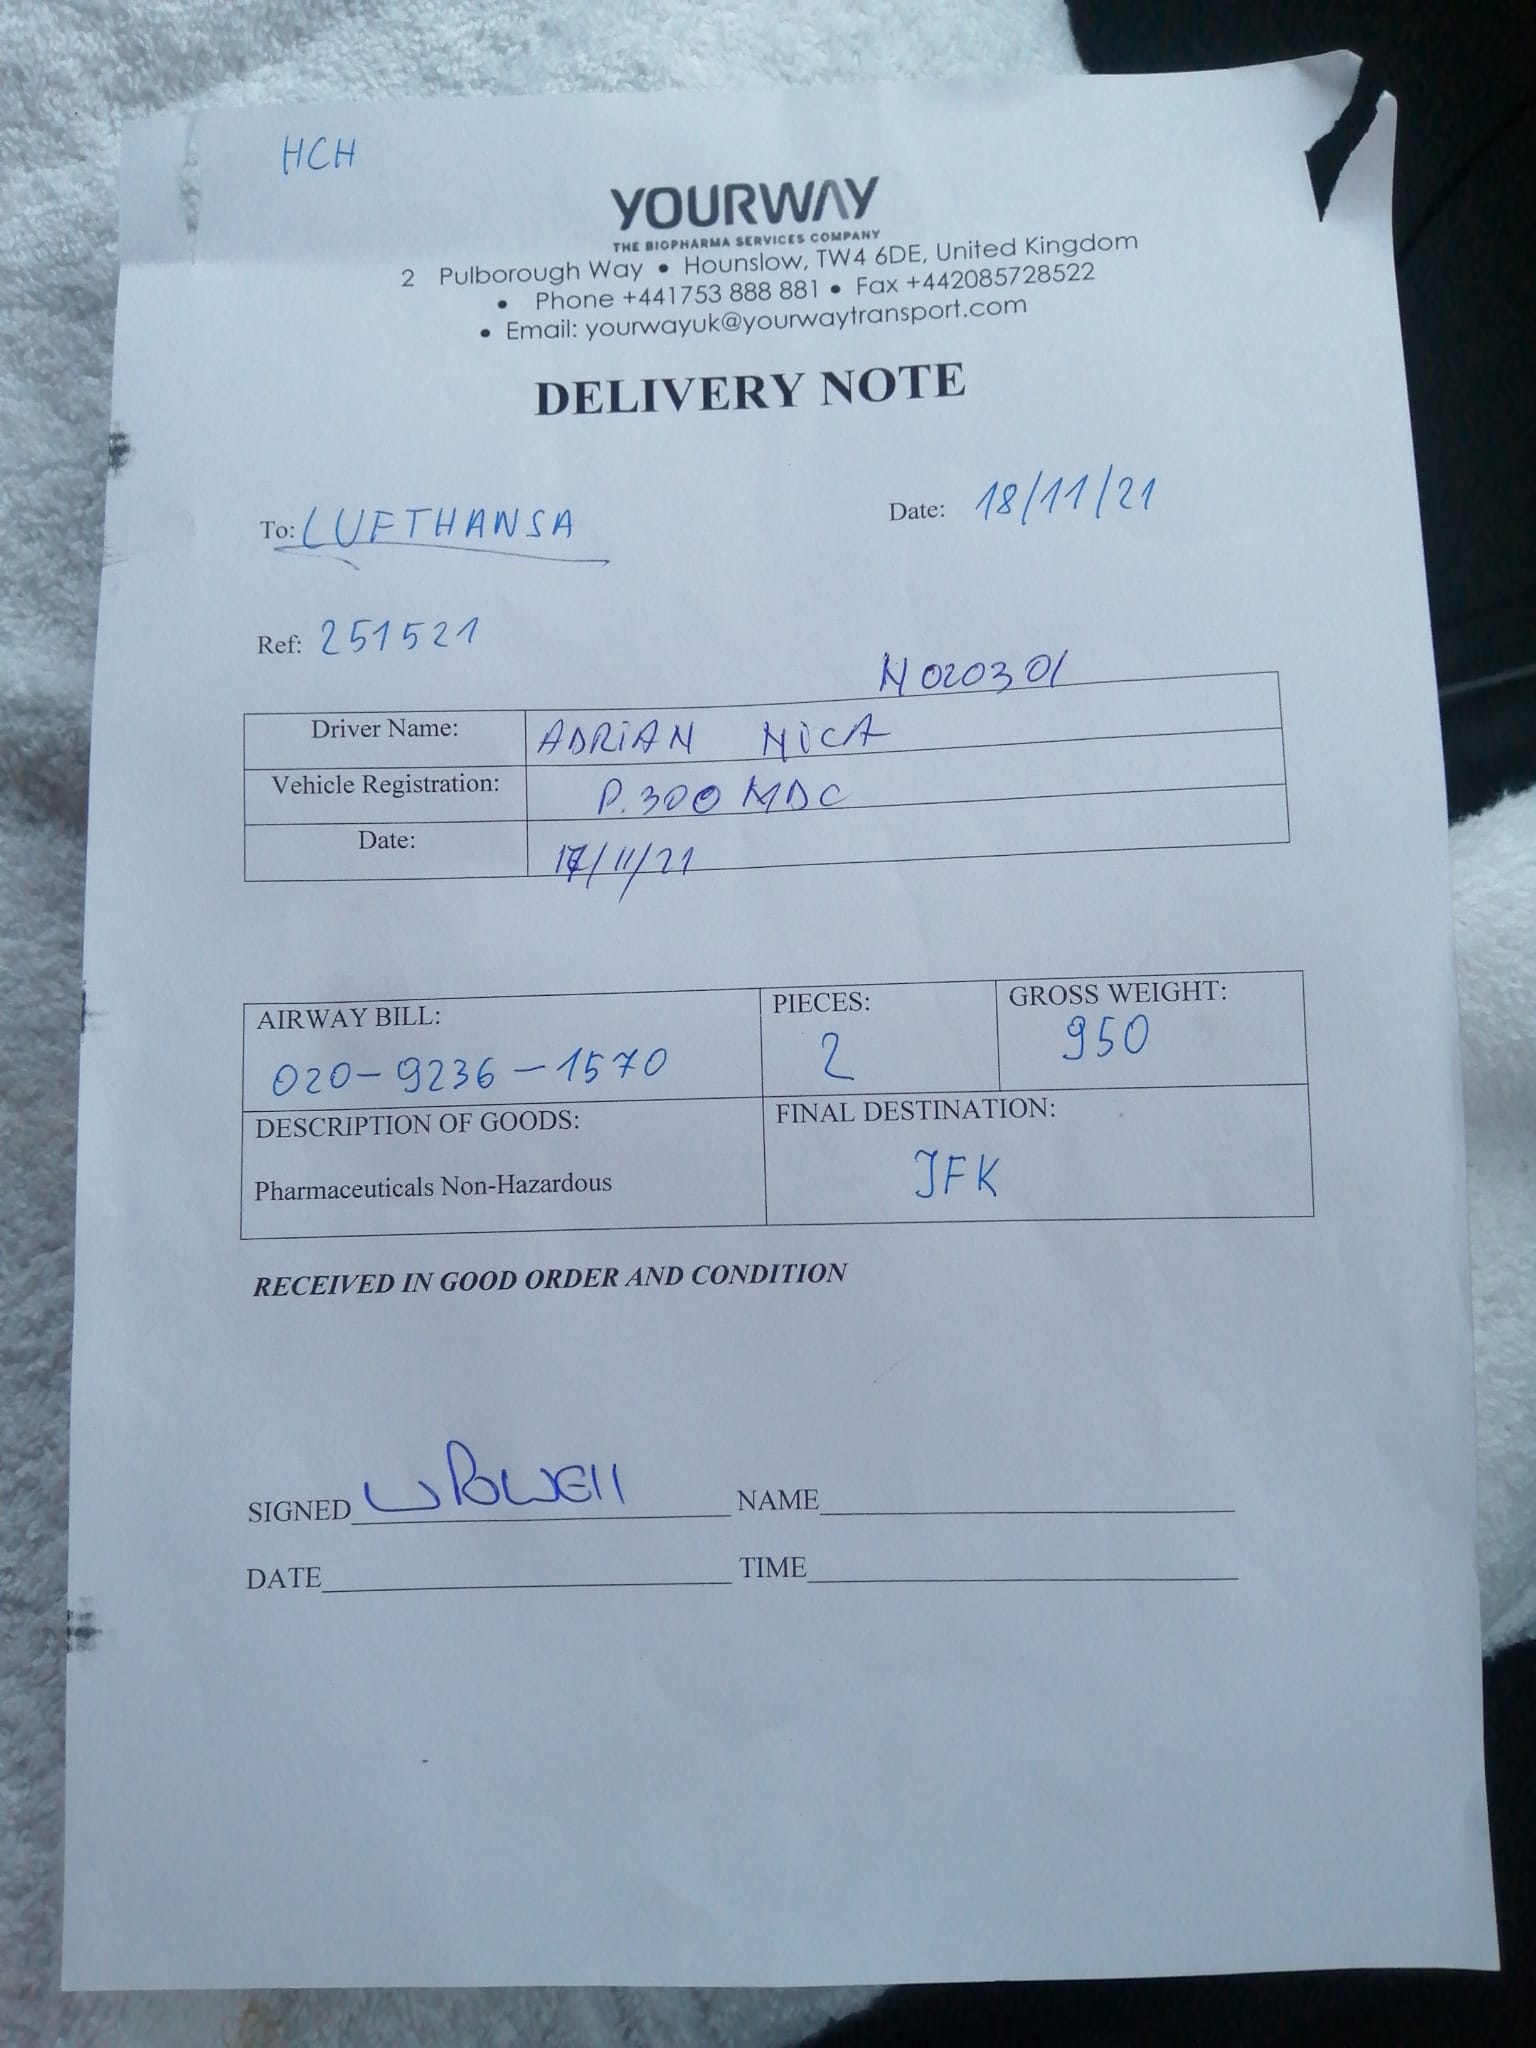 HCH
YOURWAY
THE BIOPHARMA SERVICES COMPANY
2 Pulborough Way • Hounslow, TW4 6DE, United Kingdom
• Phone +441753 888 881 • Fax +442085728522
• Email: yourwayuk@yourwaytransport.com
DELIVERY NOTE
To: LUFTHANSA Date: 18/11/21
Ref: 251521
N020301
Driver Name: ADRIAN NICA
Vehicle Registration: P.300 MDC
Date: 17/11/21
AIRWAY BILL: PIECES: GROSS WEIGHT:
020-9236-1570 2 950
DESCRIPTION OF GOODS: FINAL DESTINATION:
Pharmaceuticals Non-Hazardous JFK
RECEIVED IN GOOD ORDER AND CONDITION
SIGNED Powell NAME
DATE TIME